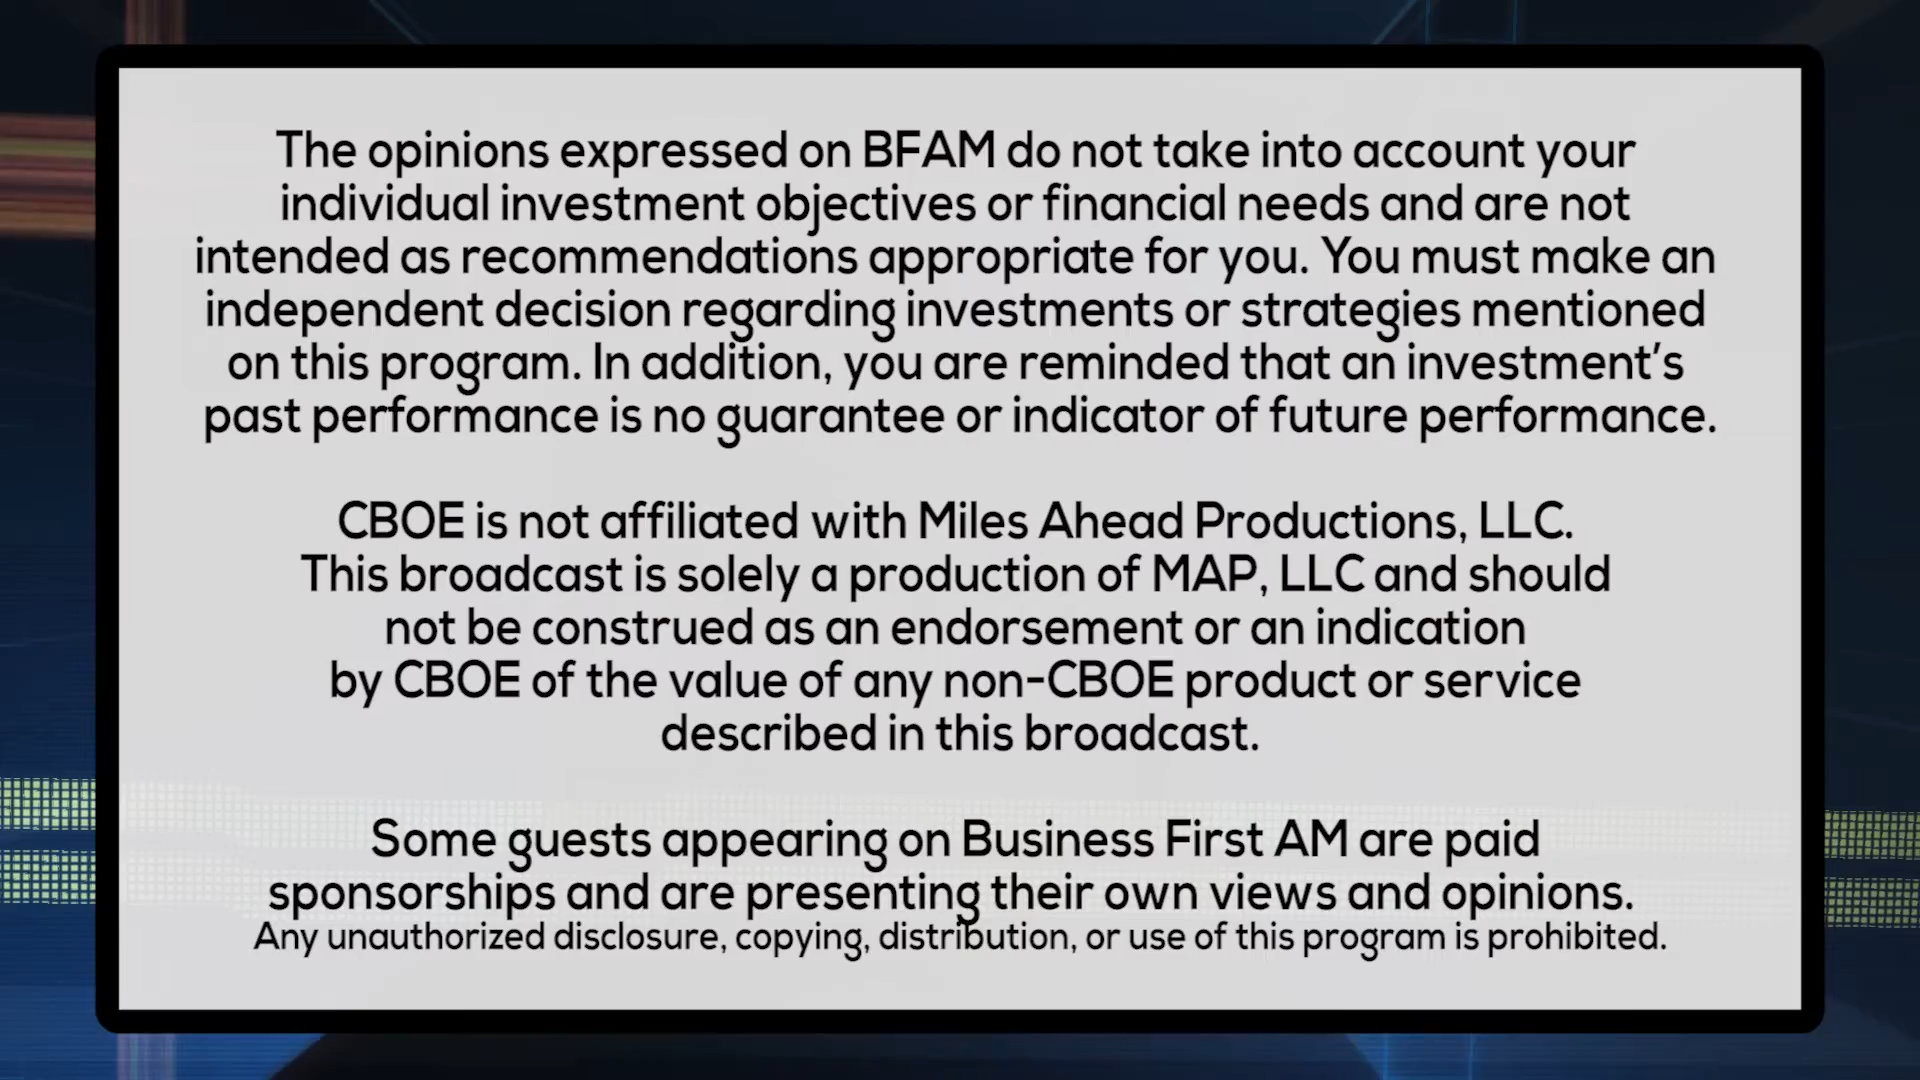 The opinions expressed on BFAM do not take into account your
individual investment objectives or financial needs and are not
intended as recommendations appropriate for you. You must make an
independent decision regarding investments or strategies mentioned
on this program. In addition, you are reminded that an investment’s
past performance is no guarantee or indicator of future performance.
CBOE is not affiliated with Miles Ahead Productions, LLC.
This broadcast is solely a production of MAP, LLC and should
not be construed as an endorsement or an indication
by CBOE of the value of any non-CBOE product or service
described in this broadcast.
Some guests appearing on Business First AM are paid
sponsorships and are presenting their own views and opinions.
Any unauthorized disclosure, copying, distribution, or use of this program is prohibited.